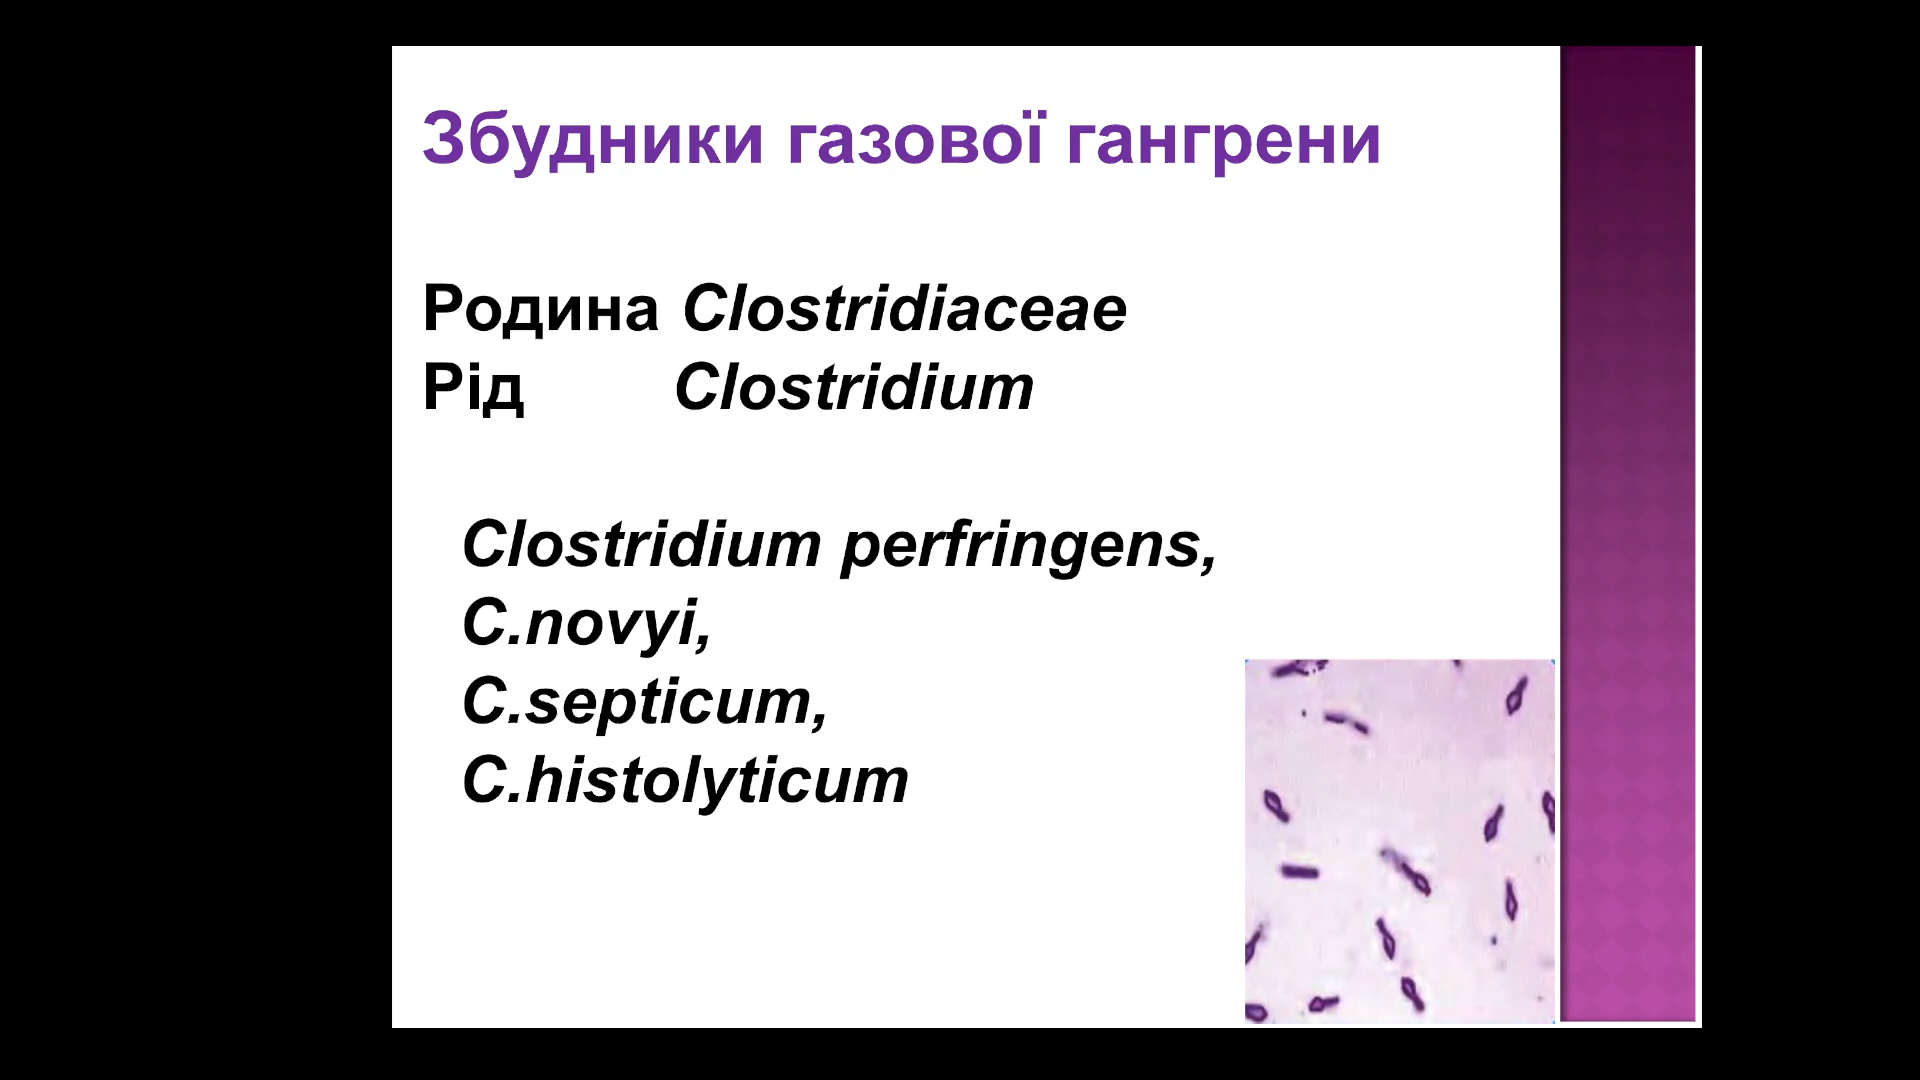 Збудники газової гангрени
Родина Clostridiaceae
Рід Clostridium
Clostridium perfringens,
C.novyi,
C.septicum,
C.histolyticum